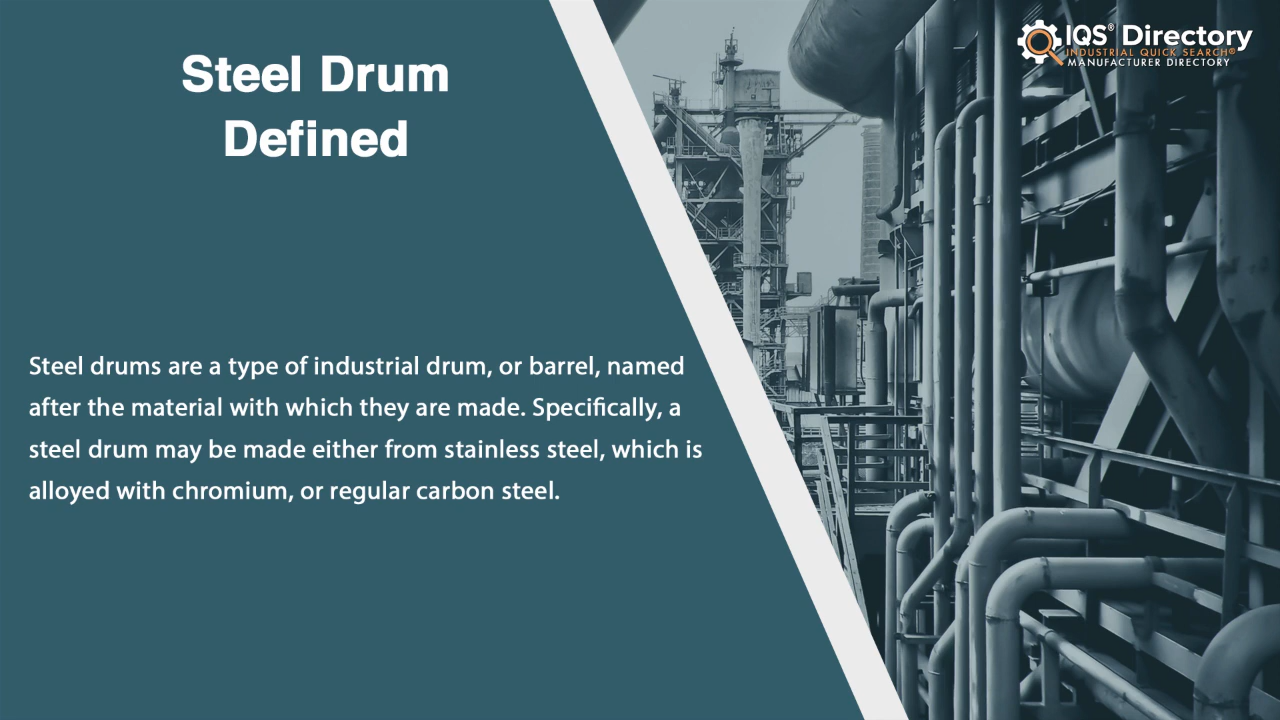 Steel Drum
Defined
IQS® Directory
INDUSTRIAL QUICK SEARCH®
MANUFACTURER DIRECTORY
Steel drums are a type of industrial drum, or barrel, named
after the material with which they are made. Specifically, a
steel drum may be made either from stainless steel, which is
alloyed with chromium, or regular carbon steel.